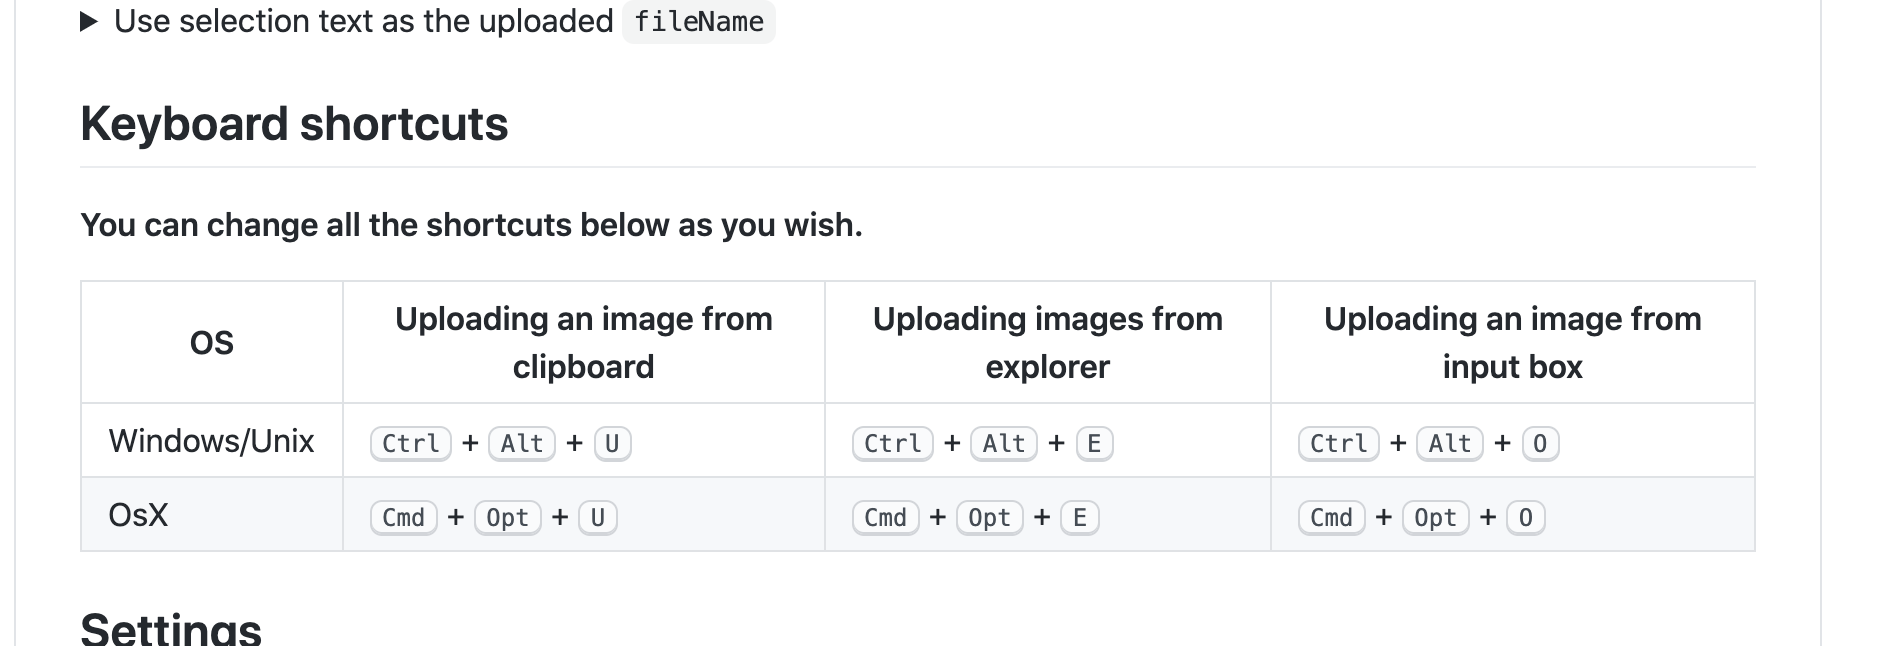 ▶ Use selection text as the uploaded fileName
Keyboard shortcuts
You can change all the shortcuts below as you wish.
OS
Uploading an image from
clipboard
Uploading images from
explorer
Uploading an image from
input box
Windows/Unix
Ctrl + Alt + U
Ctrl + Alt + E
Ctrl + Alt + O
OsX
Cmd + Opt + U
Cmd + Opt + E
Cmd + Opt + O
Settings